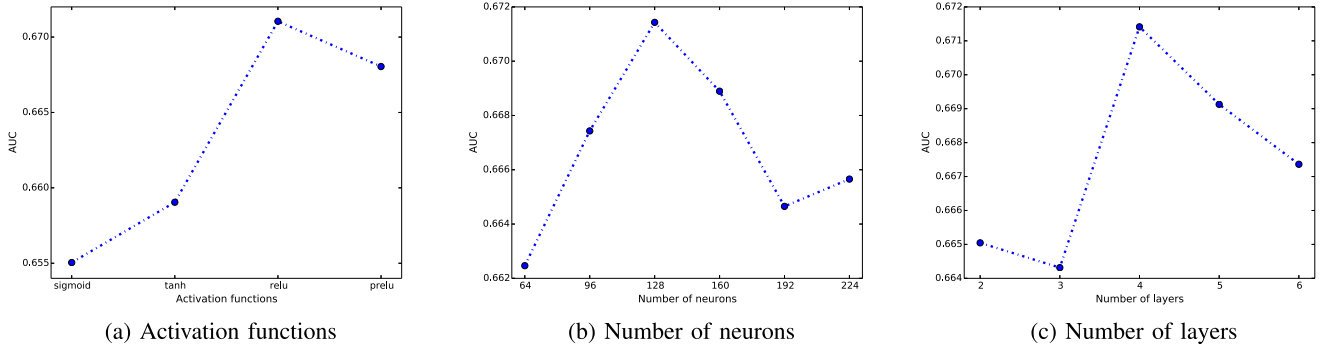 0.670
0.665
0.660
0.655
AUC
sigmoid tanh relu prelu
Activation functions
(a) Activation functions
0.672
0.670
0.668
0.666
0.664
0.662
AUC
64 96 128 160 192 224
Number of neurons
(b) Number of neurons
0.672
0.671
0.670
0.669
0.668
0.667
0.666
0.665
0.664
AUC
2 3 4 5 6
Number of layers
(c) Number of layers